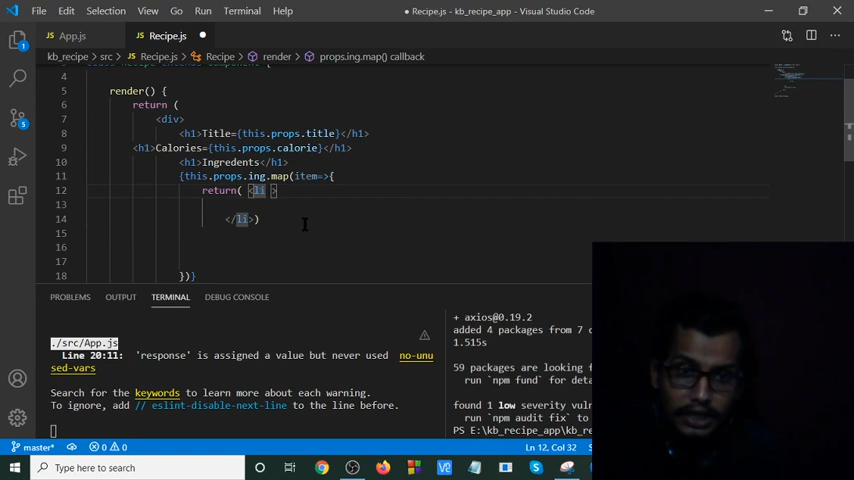 File Edit Selection View Go Run Terminal Help
● Recipe.js - kb_recipe_app - Visual Studio Code
App.js
Recipe.js ●
kb_recipe > src > Recipe.js > Recipe > render > props.ing.map() callback
4
5 render() {
6 return (
7 <div>
8 <h1>Title={this.props.title}</h1>
9 <h1>Calories={this.props.calorie}</h1>
10 <h1>Ingredents</h1>
11 {this.props.ing.map(item=>{
12 return( <li >
13
14 </li>)
15
16
17
18 })}
PROBLEMS OUTPUT TERMINAL DEBUG CONSOLE
./src/App.js
Line 20:11: 'response' is assigned a value but never used no-unu
sed-vars
Search for the keywords to learn more about each warning.
To ignore, add // eslint-disable-next-line to the line before.
+ axios@0.19.2
added 4 packages from 7
1.515s
59 packages are looking
run `npm fund` for deta
found 1 low severity vuln
run `npm audit fix` to
PS E:\kb_recipe_app\kb_re
master* 0 0
Ln 12, Col 32
Type here to search